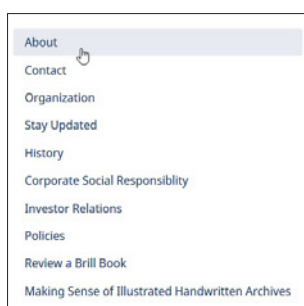 About
Contact
Organization
Stay Updated
History
Corporate Social Responsiblity
Investor Relations
Policies
Review a Brill Book
Making Sense of Illustrated Handwritten Archives